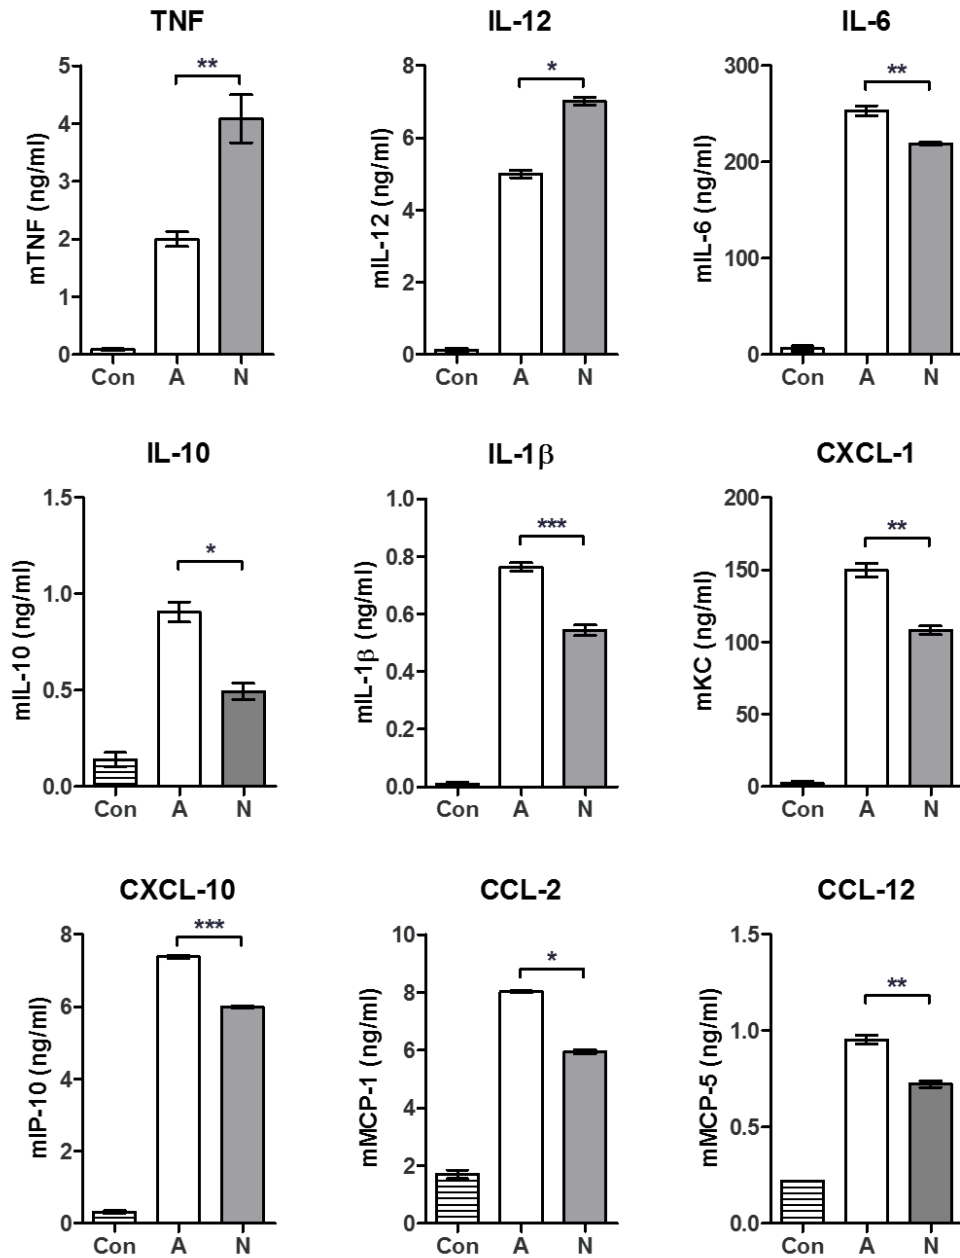 TNF
**
mTNF (ng/ml)
5
4
3
2
1
0
Con A N
IL-12
*
mIL-12 (ng/ml)
8
6
4
2
0
Con A N
IL-6
**
mIL-6 (ng/ml)
300
200
100
0
Con A N
IL-10
*
mIL-10 (ng/ml)
1.5
1.0
0.5
0.0
Con A N
IL-1β
***
mIL-1β (ng/ml)
1.0
0.8
0.6
0.4
0.2
0.0
Con A N
CXCL-1
**
mKC (ng/ml)
200
150
100
50
0
Con A N
CXCL-10
***
mIP-10 (ng/ml)
8
6
4
2
0
Con A N
CCL-2
*
mMCP-1 (ng/ml)
10
8
6
4
2
0
Con A N
CCL-12
**
mMCP-5 (ng/ml)
1.5
1.0
0.5
0.0
Con A N